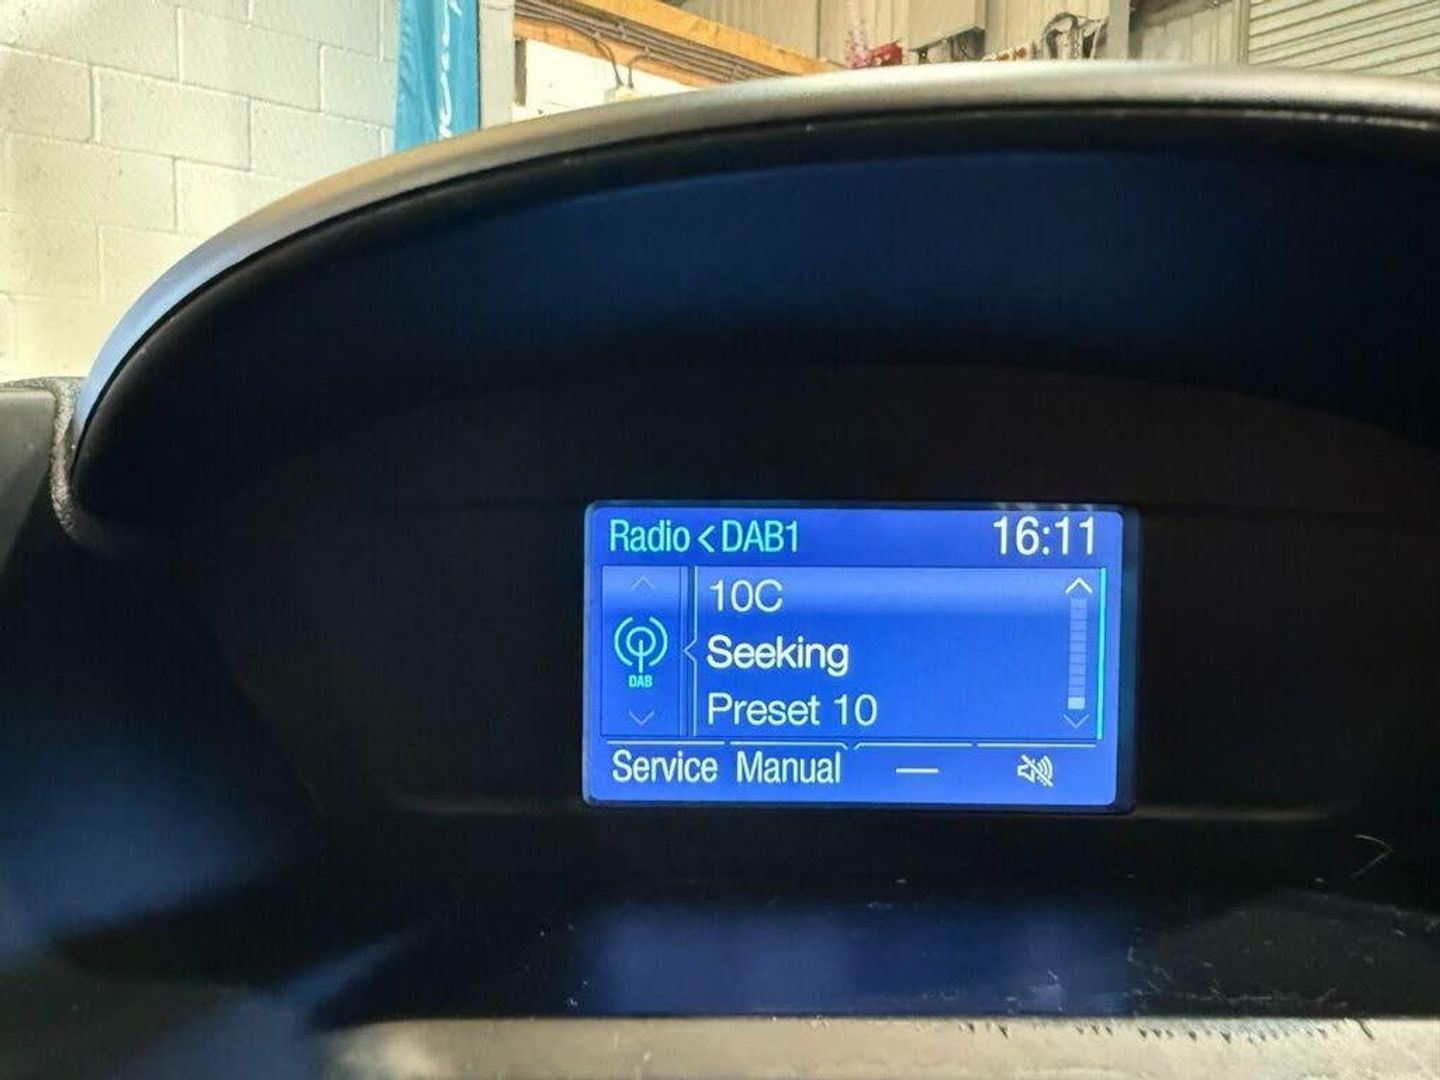 Radio < DAB1 16:11
10C
Seeking
DAB
Preset 10
Service Manual —